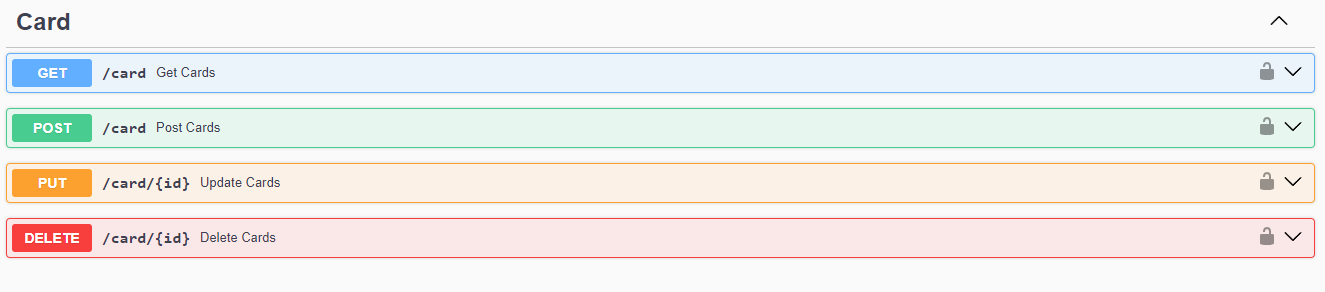 Card
GET /card Get Cards
POST /card Post Cards
PUT /card/{id} Update Cards
DELETE /card/{id} Delete Cards